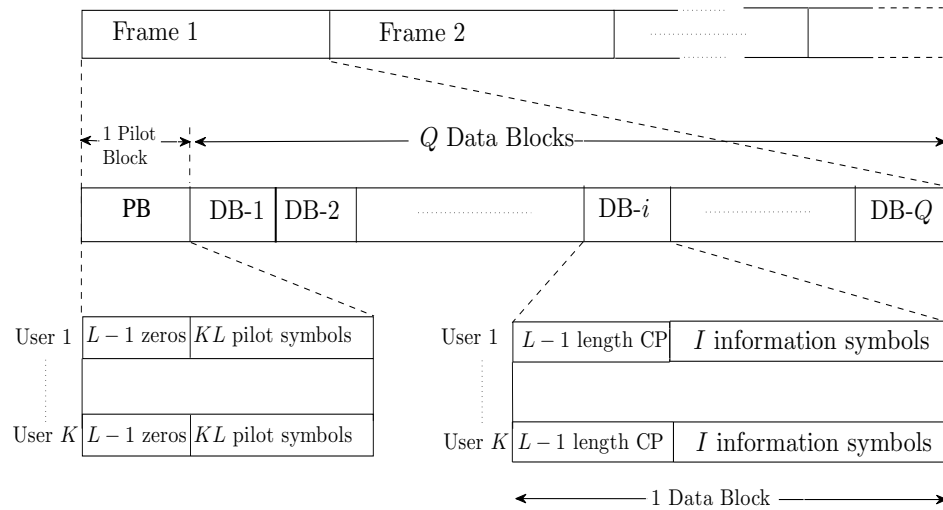 Frame 1
Frame 2
1 Pilot
Block
Q Data Blocks
PB
DB-1
DB-2
DB-i
DB-Q
User 1
L − 1 zeros
KL pilot symbols
User K
L − 1 zeros
KL pilot symbols
User 1
L − 1 length CP
I information symbols
User K
L − 1 length CP
I information symbols
1 Data Block